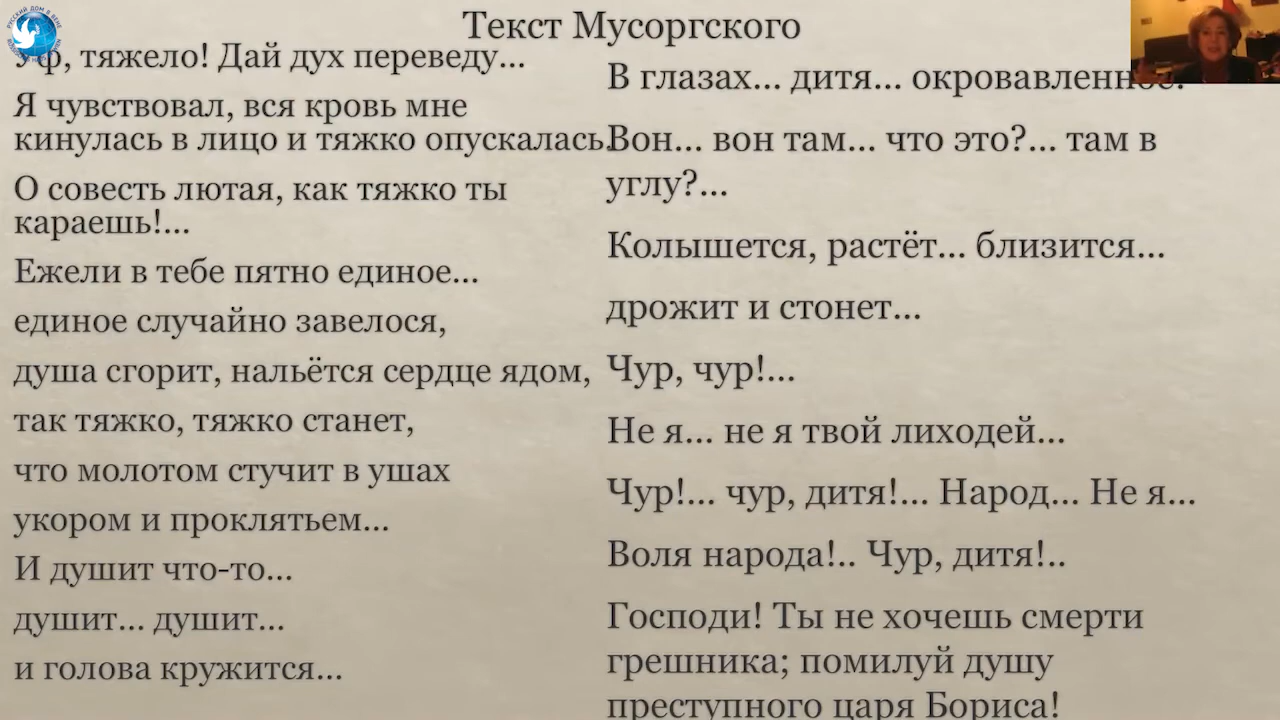 Текст Мусоргского
Уф, тяжело! Дай дух переведу…
Я чувствовал, вся кровь мне
кинулась в лицо и тяжко опускалась.
О совесть лютая, как тяжко ты
караешь!…
Ежели в тебе пятно единое…
единое случайно завелося,
душа сгорит, нальётся сердце ядом,
так тяжко, тяжко станет,
что молотом стучит в ушах
укором и проклятьем…
И душит что-то…
душит… душит…
и голова кружится…
В глазах… дитя… окровавленное!
Вон… вон там… что это?… там в
углу?…
Колышется, растёт… близится…
дрожит и стонет…
Чур, чур!…
Не я… не я твой лиходей…
Чур!… чур, дитя!… Народ… Не я…
Воля народа!.. Чур, дитя!..
Господи! Ты не хочешь смерти
грешника; помилуй душу
преступного царя Бориса!
РУССКИЙ ДОМ В ВЕНЕ